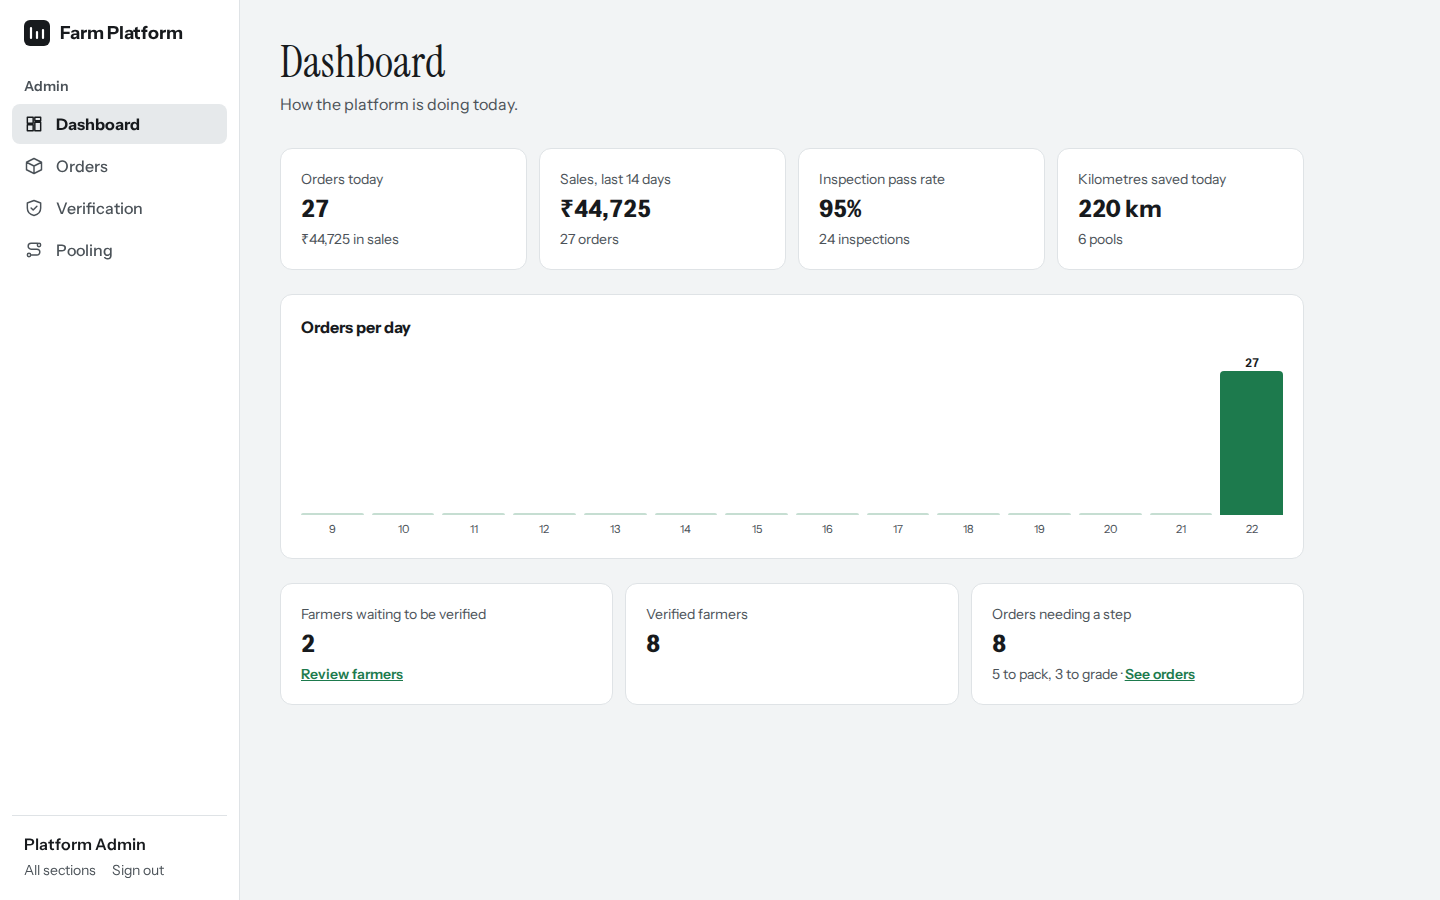 Farm Platform
Admin
Dashboard
Orders
Verification
Pooling
Platform Admin
All sections Sign out
Dashboard
How the platform is doing today.
Orders today
27
₹44,725 in sales
Sales, last 14 days
₹44,725
27 orders
Inspection pass rate
95%
24 inspections
Kilometres saved today
220 km
6 pools
Orders per day
27
9 10 11 12 13 14 15 16 17 18 19 20 21 22
Farmers waiting to be verified
2
Review farmers
Verified farmers
8
Orders needing a step
8
5 to pack, 3 to grade · See orders